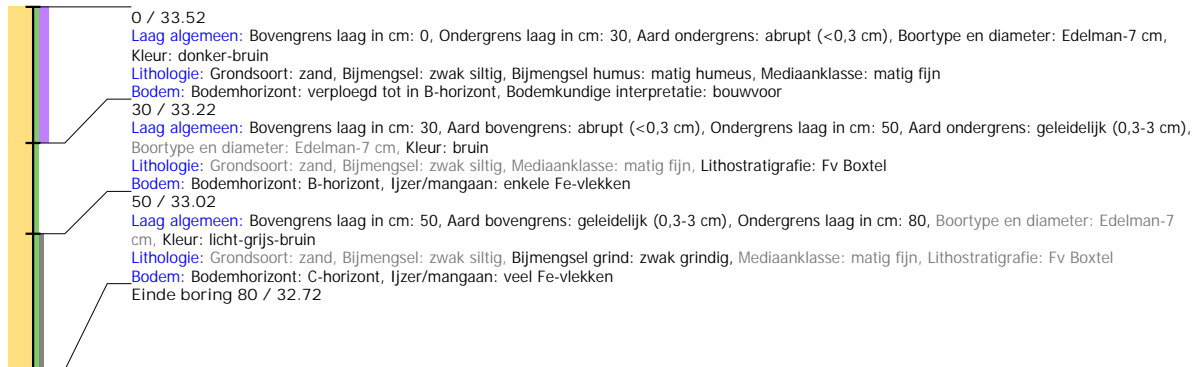 0 / 33.52
Laag algemeen: Bovengrens laag in cm: 0, Ondergrens laag in cm: 30, Aard ondergrens: abrupt (<0,3 cm), Boortype en diameter: Edelman-7 cm,
Kleur: donker-bruin
Lithologie: Grondsoort: zand, Bijmengsel: zwak siltig, Bijmengsel humus: matig humeus, Mediaanklasse: matig fijn
Bodem: Bodemhorizont: verploegd tot in B-horizont, Bodemkundige interpretatie: bouwvoor
30 / 33.22
Laag algemeen: Bovengrens laag in cm: 30, Aard bovengrens: abrupt (<0,3 cm), Ondergrens laag in cm: 50, Aard ondergrens: geleidelijk (0,3-3 cm),
Boortype en diameter: Edelman-7 cm, Kleur: bruin
Lithologie: Grondsoort: zand, Bijmengsel: zwak siltig, Mediaanklasse: matig fijn, Lithostratigrafie: Fv Boxtel
Bodem: Bodemhorizont: B-horizont, Ijzer/mangaan: enkele Fe-vlekken
50 / 33.02
Laag algemeen: Bovengrens laag in cm: 50, Aard bovengrens: geleidelijk (0,3-3 cm), Ondergrens laag in cm: 80, Boortype en diameter: Edelman-7
cm, Kleur: licht-grijs-bruin
Lithologie: Grondsoort: zand, Bijmengsel: zwak siltig, Bijmengsel grind: zwak grindig, Mediaanklasse: matig fijn, Lithostratigrafie: Fv Boxtel
Bodem: Bodemhorizont: C-horizont, Ijzer/mangaan: veel Fe-vlekken
Einde boring 80 / 32.72